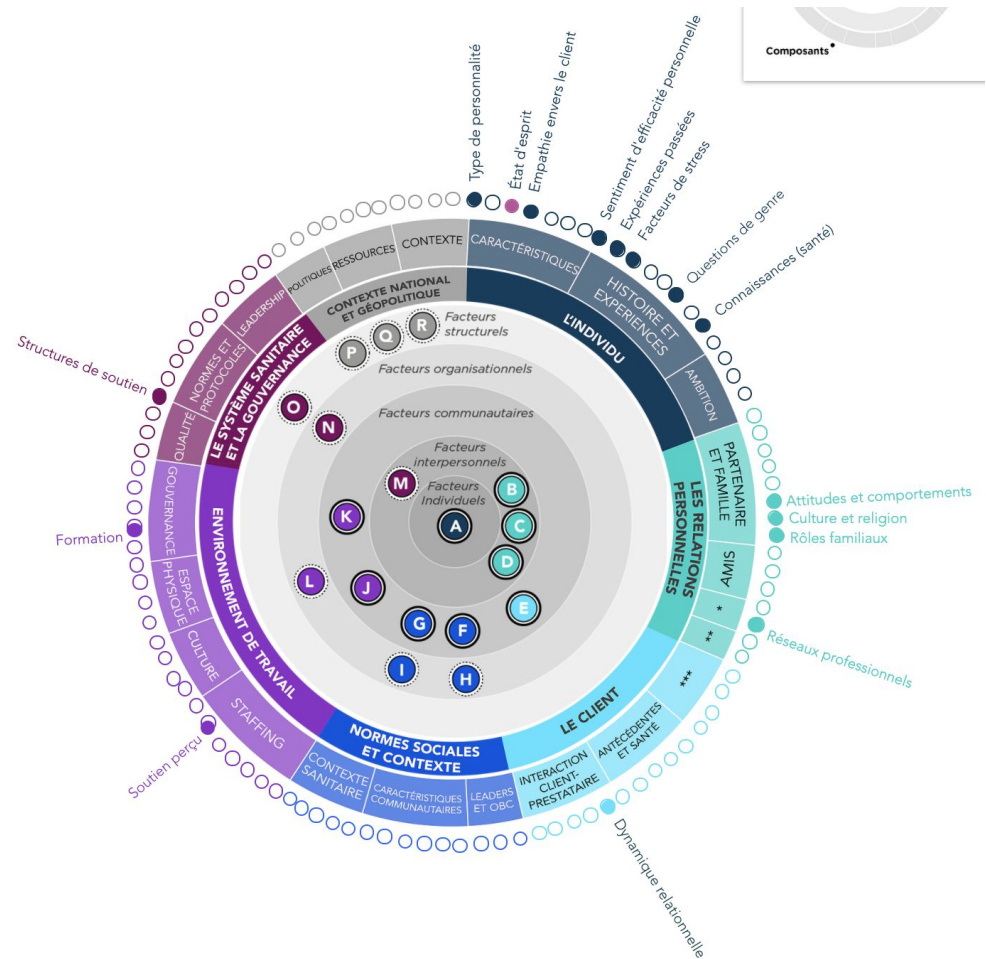 Composants
Type de personnalité
État d'esprit
Empathie envers le client
Sentiment d'efficacité personnelle
Expériences passées
Facteurs de stress
Questions de genre
Connaissances (santé)
Attitudes et comportements
Culture et religion
Rôles familiaux
Réseaux professionnels
Dynamique relationnelle
Soutien perçu
Formation
Structures de soutien
POLITIQUES
RESSOURCES
CONTEXTE
CARACTÉRISTIQUES
HISTOIRE ET
EXPERIENCES
AMBITION
PARTENAIRE
ET FAMILLE
AMIS
*
**
***
ANTÉCÉDENTES
ET SANTÉ
INTERACTION
CLIENT-
PRESTATAIRE
LEADERS
ET OBC
CARACTÉRISTIQUES
COMMUNAUTAIRES
CONTEXTE
SANITAIRE
STAFFING
CULTURE
ESPACE
PHYSIQUE
GOUVERNANCE
QUALITÉ
NORMES ET
PROTOCOLES
LEADERSHIP
CONTEXTE NATIONAL
ET GÉOPOLITIQUE
L'INDIVIDU
LES RELATIONS
PERSONNELLES
LE CLIENT
NORMES SOCIALES
ET CONTEXTE
ENVIRONNEMENT DE TRAVAIL
LE SYSTÈME SANITAIRE
ET LA GOUVERNANCE
Facteurs
structurels
Facteurs organisationnels
Facteurs communautaires
Facteurs
interpersonnels
Facteurs
Individuels
R
Q
P
O
N
M
B
K
A
C
D
L
J
E
G
F
I
H